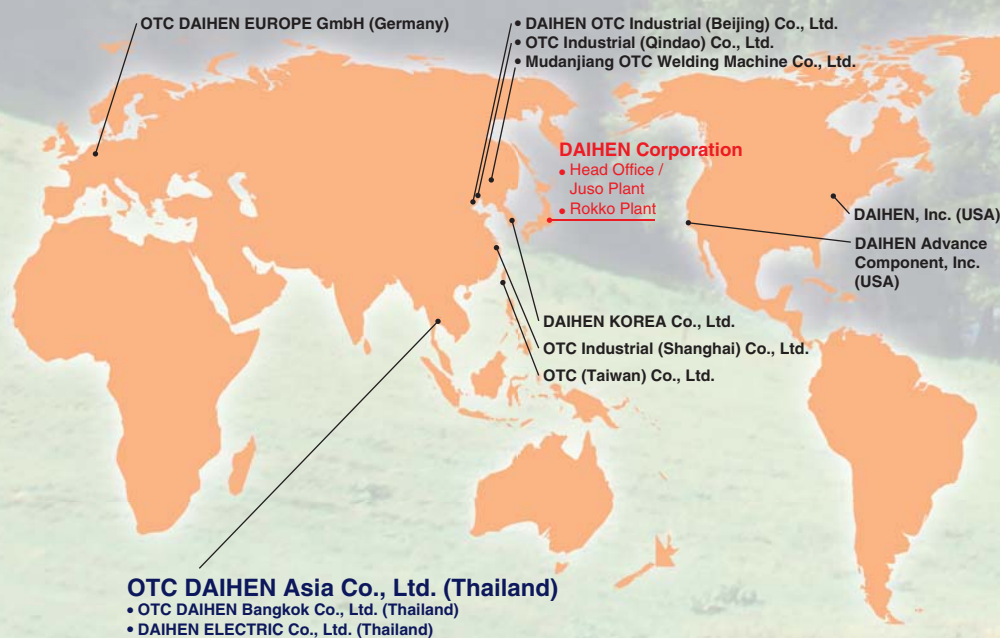 OTC DAIHEN EUROPE GmbH (Germany)
• DAIHEN OTC Industrial (Beijing) Co., Ltd.
• OTC Industrial (Qindao) Co., Ltd.
• Mudanjiang OTC Welding Machine Co., Ltd.
DAIHEN Corporation
• Head Office /
Juso Plant
• Rokko Plant
DAIHEN, Inc. (USA)
DAIHEN Advance
Component, Inc.
(USA)
DAIHEN KOREA Co., Ltd.
OTC Industrial (Shanghai) Co., Ltd.
OTC (Taiwan) Co., Ltd.
OTC DAIHEN Asia Co., Ltd. (Thailand)
• OTC DAIHEN Bangkok Co., Ltd. (Thailand)
• DAIHEN ELECTRIC Co., Ltd. (Thailand)